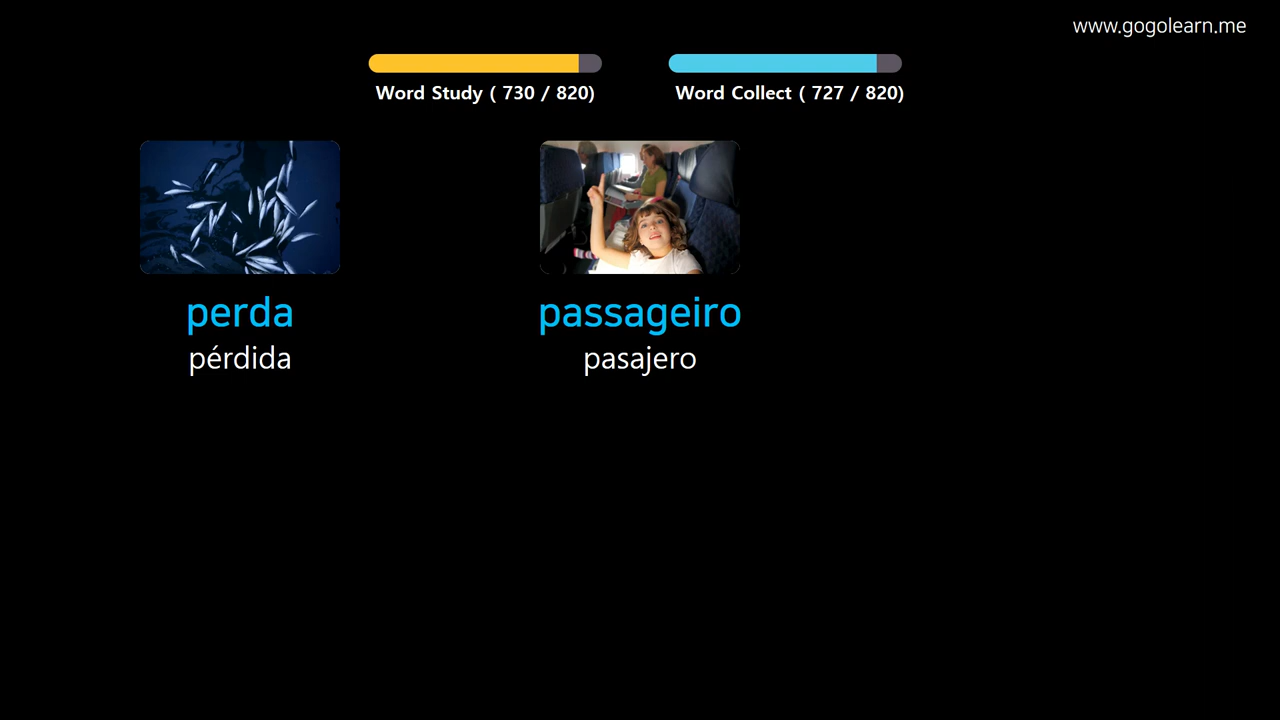 www.gogolearn.me
Word Study ( 730 / 820)
Word Collect ( 727 / 820)
perda
pérdida
passageiro
pasajero